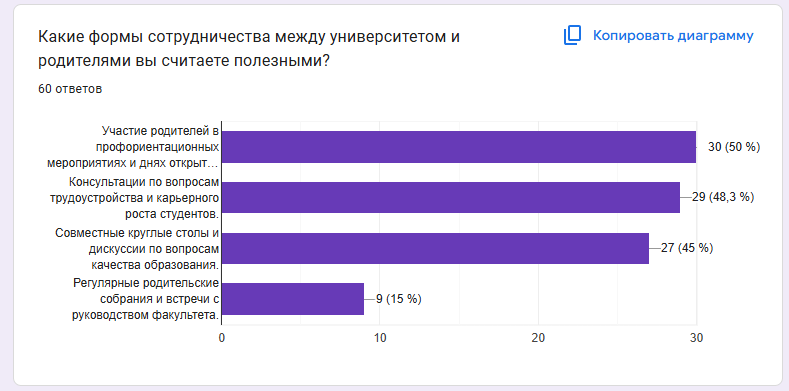 Какие формы сотрудничества между университетом и
родителями вы считаете полезными?
Копировать диаграмму
60 ответов
Участие родителей в
профориентационных
мероприятиях и днях открыт…
30 (50 %)
Консультации по вопросам
трудоустройства и карьерного
роста студентов.
29 (48,3 %)
Совместные круглые столы и
дискуссии по вопросам
качества образования.
27 (45 %)
Регулярные родительские
собрания и встречи с
руководством факультета.
9 (15 %)
0
10
20
30